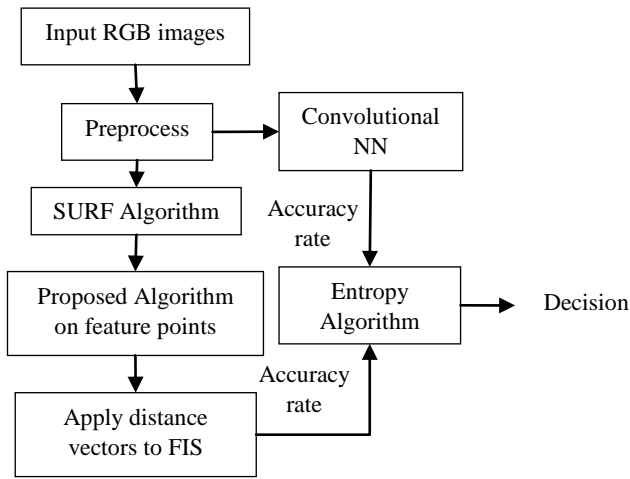 Input RGB images
Preprocess
Convolutional
NN
SURF Algorithm
Accuracy
rate
Proposed Algorithm
on feature points
Entropy
Algorithm
Decision
Accuracy
rate
Apply distance
vectors to FIS